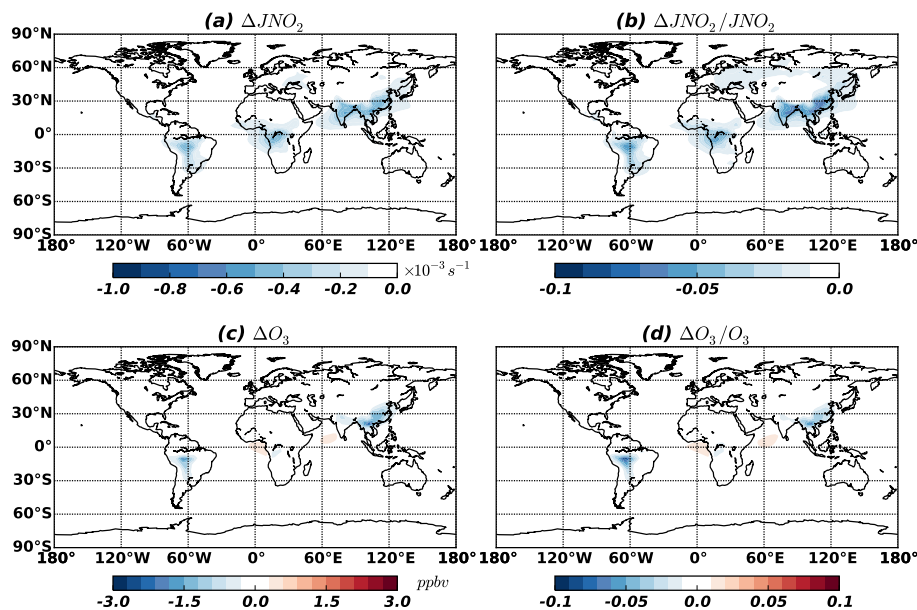 (a) ΔJNO₂
(b) ΔJNO₂/JNO₂
90°N
60°N
30°N
0°
30°S
60°S
90°S
180° 120°W 60°W 0° 60°E 120°E 180°
180° 120°W 60°W 0° 60°E 120°E 180°
-1.0 -0.8 -0.6 -0.4 -0.2 0.0
×10⁻³ s⁻¹
-0.1 -0.05 0.0
(c) ΔO₃
(d) ΔO₃/O₃
90°N
60°N
30°N
0°
30°S
60°S
90°S
180° 120°W 60°W 0° 60°E 120°E 180°
180° 120°W 60°W 0° 60°E 120°E 180°
-3.0 -1.5 0.0 1.5 3.0
ppbv
-0.1 -0.05 0.0 0.05 0.1